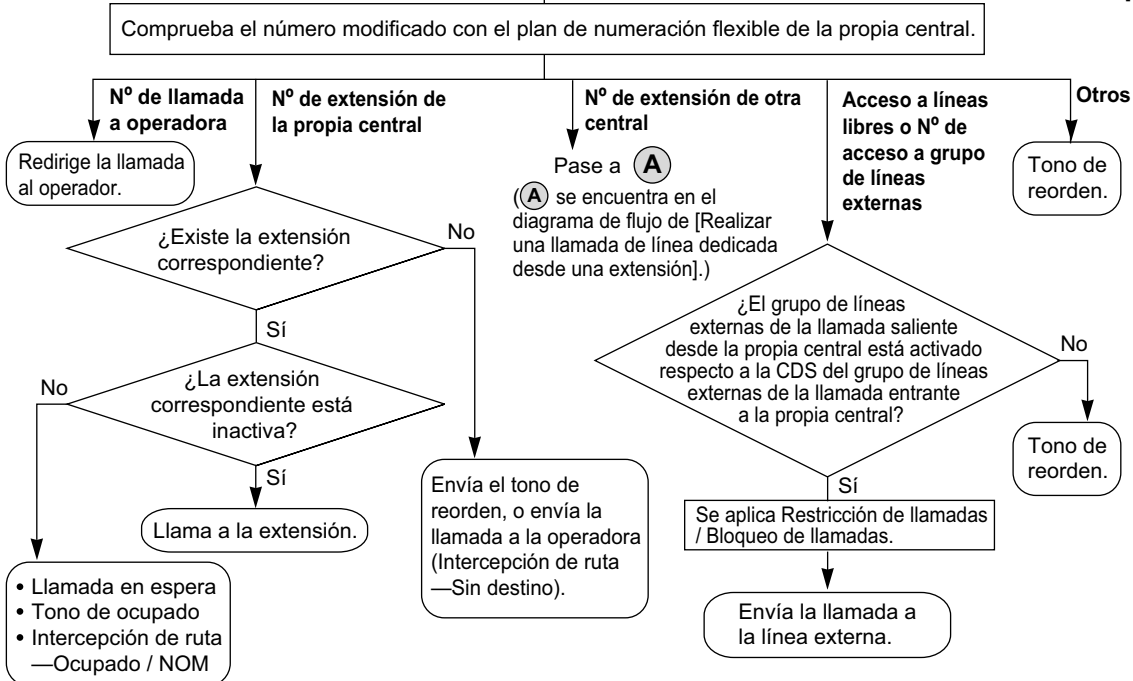 Comprueba el número modificado con el plan de numeración flexible de la propia central.
Nº de llamada
a operadora
Redirige la llamada
al operador.
Nº de extensión de
la propia central
¿Existe la extensión
correspondiente?
No
Sí
¿La extensión
correspondiente está
inactiva?
No
Sí
Llama a la extensión.
• Llamada en espera
• Tono de ocupado
• Intercepción de ruta
—Ocupado / NOM
Envía el tono de
reorden, o envía la
llamada a la operadora
(Intercepción de ruta
—Sin destino).
Nº de extensión de otra
central
Pase a A
(A se encuentra en el
diagrama de flujo de [Realizar
una llamada de línea dedicada
desde una extensión].)
Acceso a líneas
libres o Nº de
acceso a grupo
de líneas
externas
¿El grupo de líneas
externas de la llamada saliente
desde la propia central está activado
respecto a la CDS del grupo de líneas
externas de la llamada entrante
a la propia central?
No
Tono de
reorden.
Sí
Se aplica Restricción de llamadas
/ Bloqueo de llamadas.
Envía la llamada a
la línea externa.
Otros
Tono de
reorden.